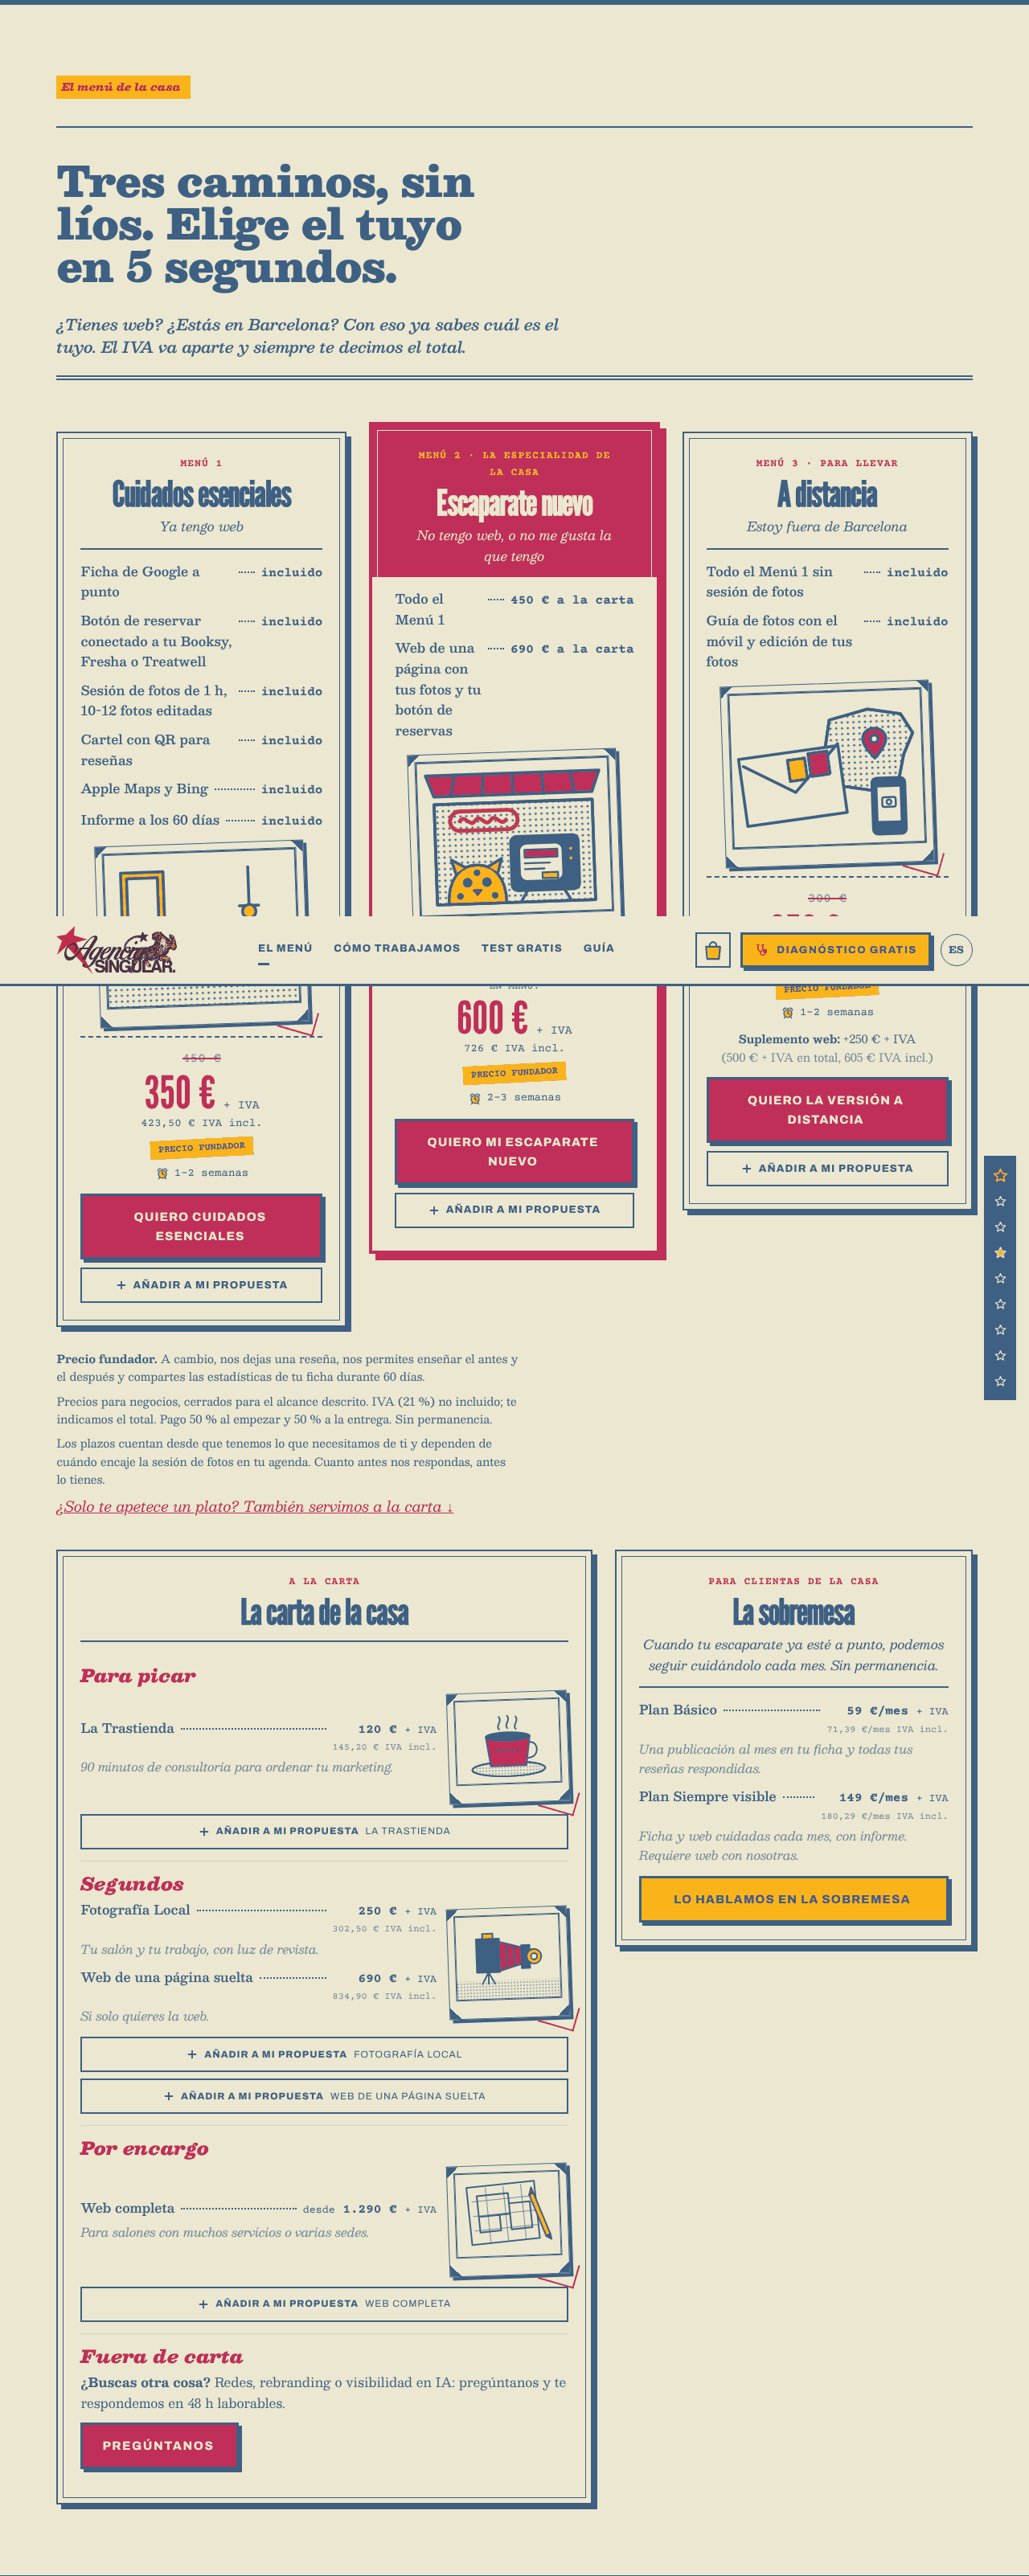 El menú de la casa
Tres caminos, sin
líos. Elige el tuyo
en 5 segundos.
¿Tienes web? ¿Estás en Barcelona? Con eso ya sabes cuál es el
tuyo. El IVA va aparte y siempre te decimos el total.
MENÚ 1
Cuidados esenciales
Ya tengo web
Ficha de Google a
punto
incluido
Botón de reservar
conectado a tu Booksy,
Fresha o Treatwell
incluido
Sesión de fotos de 1 h,
10-12 fotos editadas
incluido
Cartel con QR para
reseñas
incluido
Apple Maps y Bing incluido
Informe a los 60 días incluido
MENÚ 2 · LA ESPECIALIDAD DE
LA CASA
Escaparate nuevo
No tengo web, o no me gusta la
que tengo
Todo el
Menú 1
450 € a la carta
Web de una
página con
tus fotos y tu
botón de
reservas
690 € a la carta
MENÚ 3 · PARA LLEVAR
A distancia
Estoy fuera de Barcelona
Todo el Menú 1 sin
sesión de fotos
incluido
Guía de fotos con el
móvil y edición de tus
fotos
incluido
300 €
Agencia
SINGULAR.
EL MENÚ
CÓMO TRABAJAMOS
TEST GRATIS
GUÍA
DIAGNÓSTICO GRATIS
ES
450 €
350 € + IVA
423,50 € IVA incl.
PRECIO FUNDADOR
1-2 semanas
QUIERO CUIDADOS
ESENCIALES
+ AÑADIR A MI PROPUESTA
EN MENÚ:
600 € + IVA
726 € IVA incl.
PRECIO FUNDADOR
2-3 semanas
QUIERO MI ESCAPARATE
NUEVO
+ AÑADIR A MI PROPUESTA
PRECIO FUNDADOR
1-2 semanas
Suplemento web: +250 € + IVA
(500 € + IVA en total, 605 € IVA incl.)
QUIERO LA VERSIÓN A
DISTANCIA
+ AÑADIR A MI PROPUESTA
Precio fundador. A cambio, nos dejas una reseña, nos permites enseñar el antes y
el después y compartes las estadísticas de tu ficha durante 60 días.
Precios para negocios, cerrados para el alcance descrito. IVA (21 %) no incluido; te
indicamos el total. Pago 50 % al empezar y 50 % a la entrega. Sin permanencia.
Los plazos cuentan desde que tenemos lo que necesitamos de ti y dependen de
cuándo encaje la sesión de fotos en tu agenda. Cuanto antes nos respondas, antes
lo tienes.
¿Solo te apetece un plato? También servimos a la carta ↓
A LA CARTA
La carta de la casa
Para picar
La Trastienda 120 € + IVA
145,20 € IVA incl.
90 minutos de consultoría para ordenar tu marketing.
+ AÑADIR A MI PROPUESTA LA TRASTIENDA
Segundos
Fotografía Local 250 € + IVA
302,50 € IVA incl.
Tu salón y tu trabajo, con luz de revista.
Web de una página suelta 690 € + IVA
834,90 € IVA incl.
Si solo quieres la web.
+ AÑADIR A MI PROPUESTA FOTOGRAFÍA LOCAL
+ AÑADIR A MI PROPUESTA WEB DE UNA PÁGINA SUELTA
Por encargo
Web completa desde 1.290 € + IVA
Para salones con muchos servicios o varias sedes.
+ AÑADIR A MI PROPUESTA WEB COMPLETA
Fuera de carta
¿Buscas otra cosa? Redes, rebranding o visibilidad en IA: pregúntanos y te
respondemos en 48 h laborables.
PREGÚNTANOS
PARA CLIENTAS DE LA CASA
La sobremesa
Cuando tu escaparate ya esté a punto, podemos
seguir cuidándolo cada mes. Sin permanencia.
Plan Básico 59 €/mes + IVA
71,39 €/mes IVA incl.
Una publicación al mes en tu ficha y todas tus
reseñas respondidas.
Plan Siempre visible 149 €/mes + IVA
180,29 €/mes IVA incl.
Ficha y web cuidadas cada mes, con informe.
Requiere web con nosotras.
LO HABLAMOS EN LA SOBREMESA